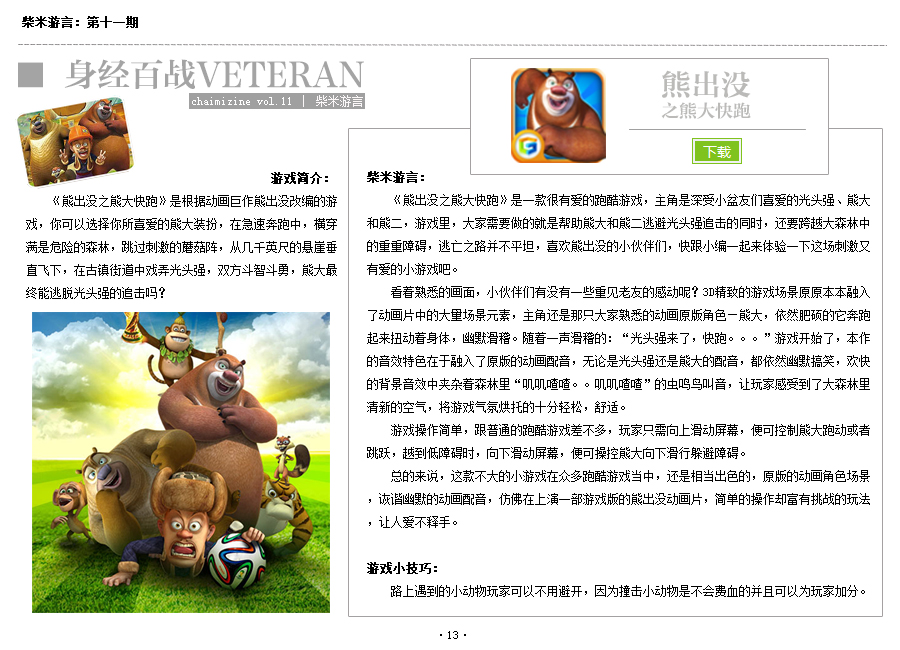 柴米游言：第十一期
身经百战VETERAN
chaimizine vol.11 | 柴米游言
熊出没
之熊大快跑
下载
游戏简介：
《熊出没之熊大快跑》是根据动画巨作熊出没改编的游
戏，你可以选择你所喜爱的熊大装扮，在急速奔跑中，横穿
满是危险的森林，跳过刺激的蘑菇阵，从几千英尺的悬崖垂
直飞下，在古镇街道中戏弄光头强，双方斗智斗勇，熊大最
终能逃脱光头强的追击吗？
柴米游言：
《熊出没之熊大快跑》是一款很有爱的跑酷游戏，主角是深受小盆友们喜爱的光头强、熊大
和熊二，游戏里，大家需要做的就是帮助熊大和熊二逃避光头强追击的同时，还要跨越大森林中
的重重障碍，逃亡之路并不平坦，喜欢熊出没的小伙伴们，快跟小编一起来体验一下这场刺激又
有爱的小游戏吧。
看着熟悉的画面，小伙伴们有没有一些重见老友的感动呢？3D精致的游戏场景原原本本融入
了动画片中的大量场景元素，主角还是那只大家熟悉的动画原版角色－熊大，依然肥硕的它奔跑
起来扭动着身体，幽默滑稽。随着一声滑稽的：“光头强来了，快跑。。。”游戏开始了，本作
的音效特色在于融入了原版的动画配音，无论是光头强还是熊大的配音，都依然幽默搞笑，欢快
的背景音效中夹杂着森林里“叽叽喳喳。。叽叽喳喳”的虫鸣鸟叫音，让玩家感受到了大森林里
清新的空气，将游戏气氛烘托的十分轻松，舒适。
游戏操作简单，跟普通的跑酷游戏差不多，玩家只需向上滑动屏幕，便可控制熊大跑动或者
跳跃，越到低障碍时，向下滑动屏幕，便可操控熊大向下滑行躲避障碍。
总的来说，这款不大的小游戏在众多跑酷游戏当中，还是相当出色的，原版的动画角色场景
，诙谐幽默的动画配音，仿佛在上演一部游戏版的熊出没动画片，简单的操作却富有挑战的玩法
，让人爱不释手。
游戏小技巧：
路上遇到的小动物玩家可以不用避开，因为撞击小动物是不会费血的并且可以为玩家加分。
·13·